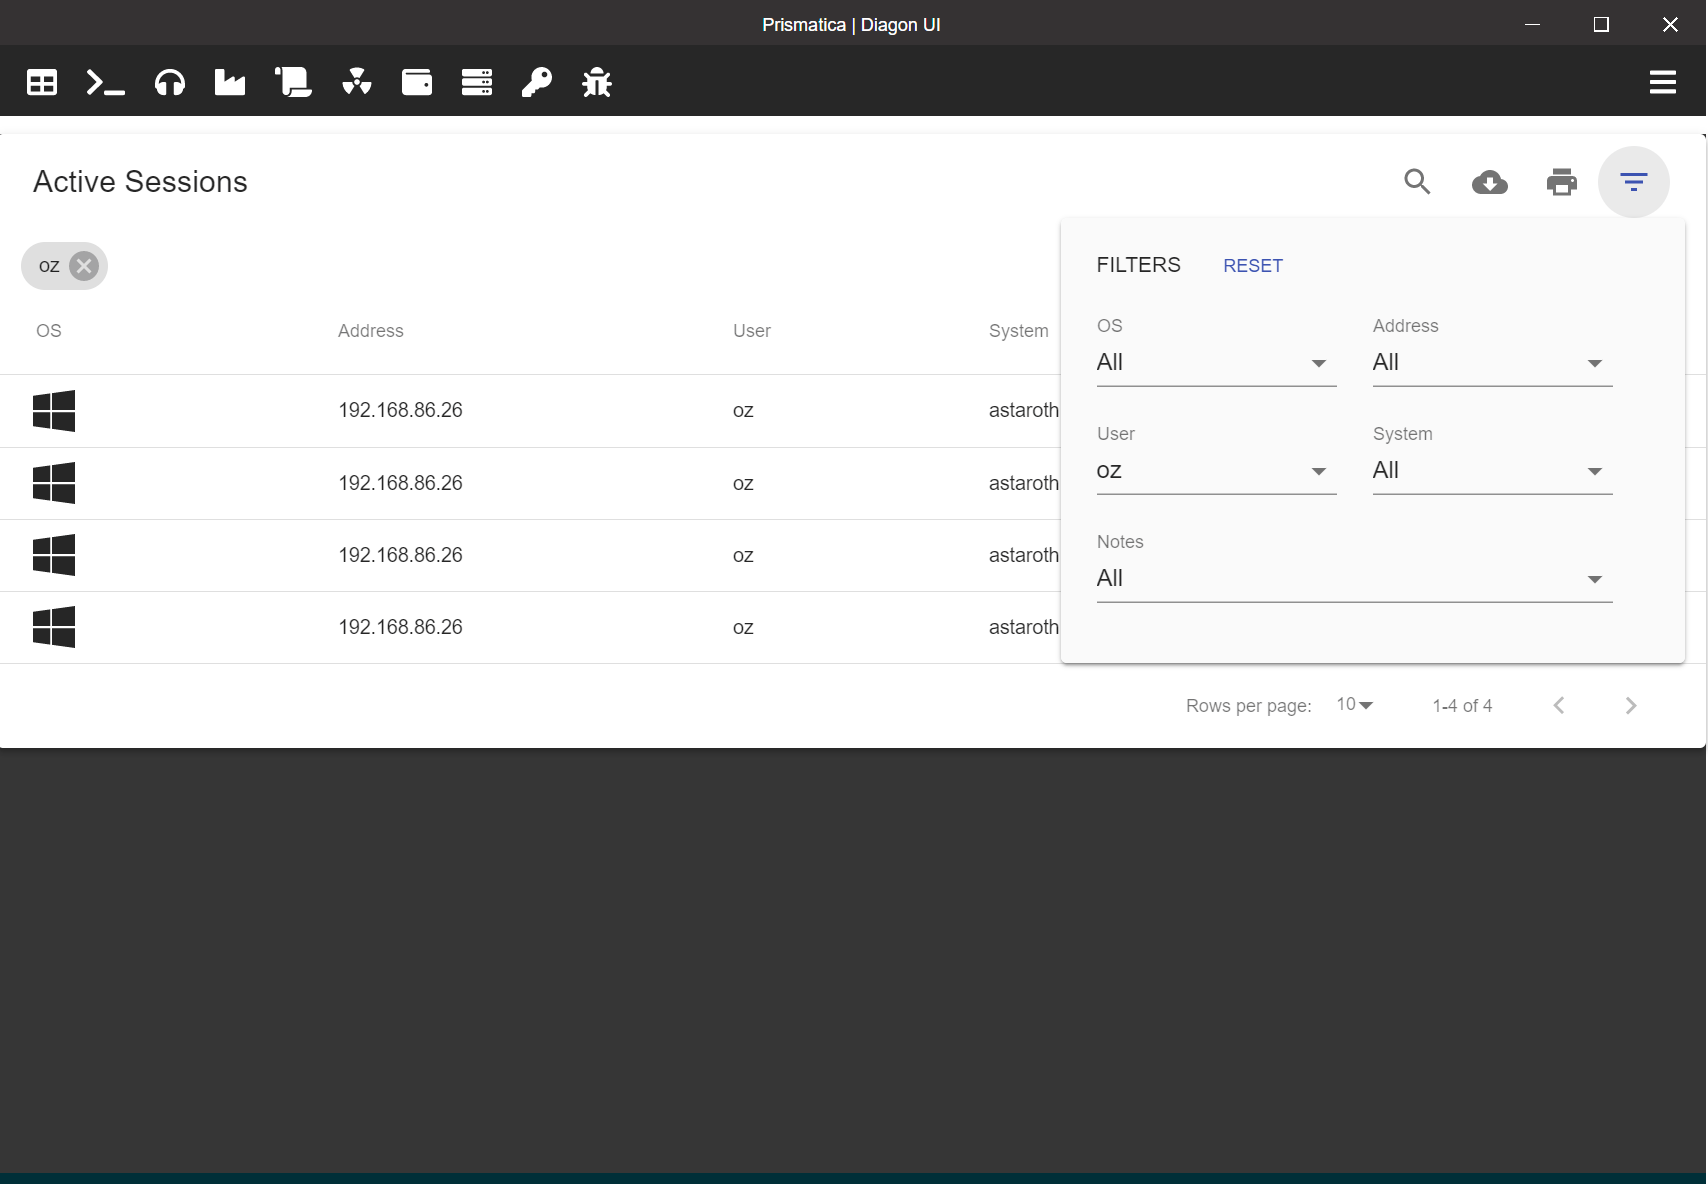 Prismatica | Diagon UI
Active Sessions
oz
FILTERS RESET
OS Address User System
OS Address
All All
192.168.86.26 oz astaroth
User System
oz All
192.168.86.26 oz astaroth
Notes
192.168.86.26 oz astaroth
All
192.168.86.26 oz astaroth
Rows per page: 10 1-4 of 4